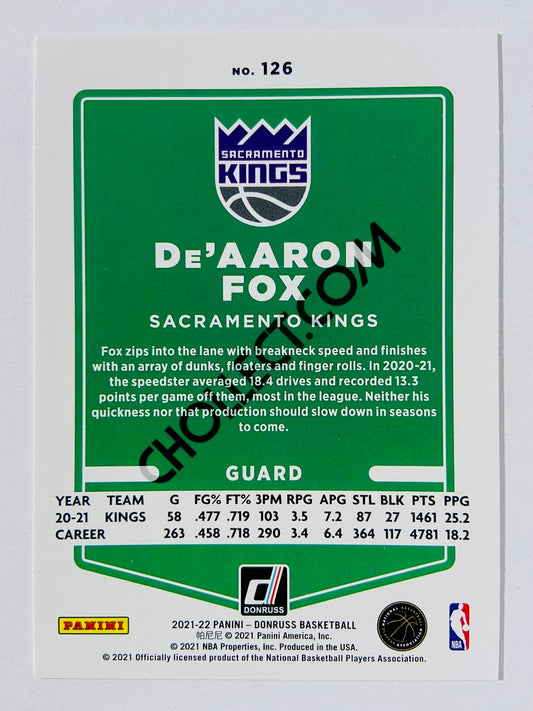 NO. 126
SACRAMENTO
KINGS
DE'AARON
FOX
SACRAMENTO KINGS
Fox zips into the lane with breakneck speed and finishes
with an array of dunks, floaters and finger rolls. In 2020-21,
the speedster averaged 18.4 drives and recorded 13.3
points per game off them, most in the league. Neither his
quickness nor that production should slow down in seasons
to come.
CHOLLECT.COM
GUARD
YEAR TEAM G FG% FT% 3PM RPG APG STL BLK PTS PPG
20-21 KINGS 58 .477 .719 103 3.5 7.2 87 27 1461 25.2
CAREER 263 .458 .718 290 3.4 6.4 364 117 4781 18.2
DONRUSS
PANINI
2021-22 PANINI – DONRUSS BASKETBALL
帕尼尼 © 2021 Panini America, Inc.
© 2021 NBA Properties, Inc. Produced in the USA.
© 2021 Officially licensed product of the National Basketball Players Association.
NATIONAL BASKETBALL PLAYERS ASSOCIATION
NBA